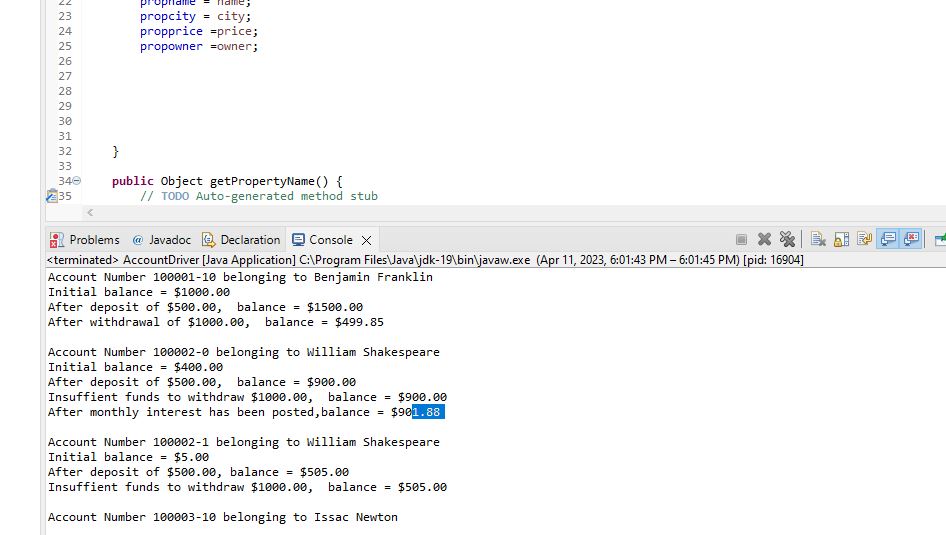 22 propname = name;
23 propcity = city;
24 propprice =price;
25 propowner =owner;
26
27
28
29
30
31
32 }
33
34 public Object getPropertyName() {
35 // TODO Auto-generated method stub
Problems @ Javadoc Declaration Console
<terminated> AccountDriver [Java Application] C:\Program Files\Java\jdk-19\bin\javaw.exe (Apr 11, 2023, 6:01:43 PM – 6:01:45 PM) [pid: 16904]
Account Number 100001-10 belonging to Benjamin Franklin
Initial balance = $1000.00
After deposit of $500.00,  balance = $1500.00
After withdrawal of $1000.00,  balance = $499.85
Account Number 100002-0 belonging to William Shakespeare
Initial balance = $400.00
After deposit of $500.00,  balance = $900.00
Insufficient funds to withdraw $1000.00,  balance = $900.00
After monthly interest has been posted,balance = $901.88
Account Number 100002-1 belonging to William Shakespeare
Initial balance = $5.00
After deposit of $500.00, balance = $505.00
Insufficient funds to withdraw $1000.00,  balance = $505.00
Account Number 100003-10 belonging to Issac Newton